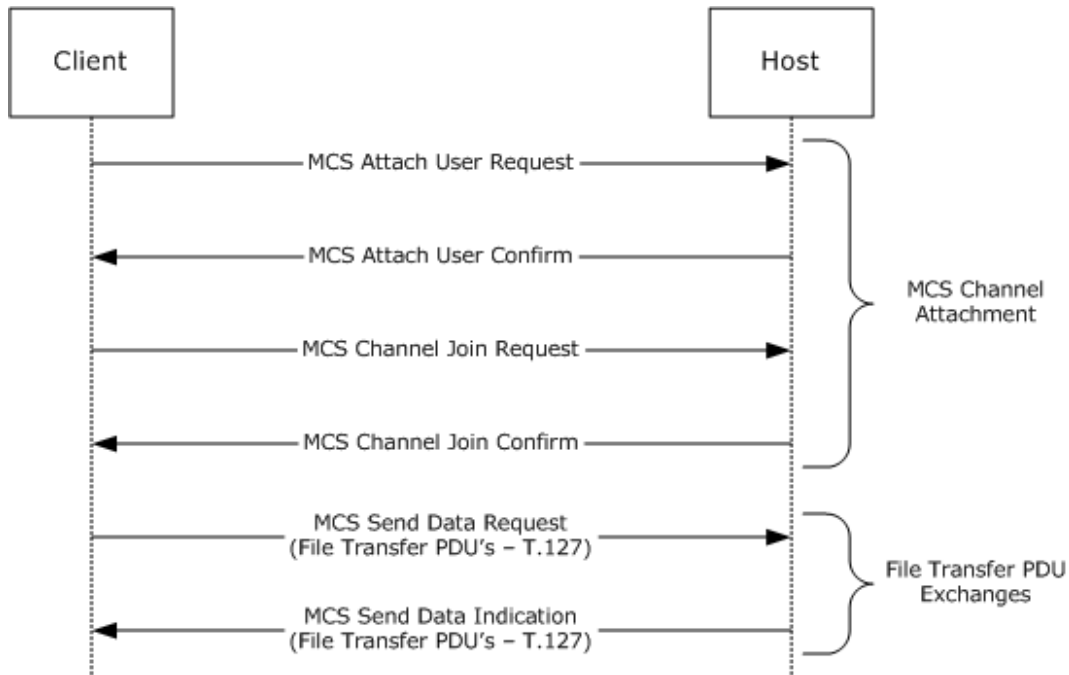 Client
Host
MCS Attach User Request
MCS Attach User Confirm
MCS Channel
Attachment
MCS Channel Join Request
MCS Channel Join Confirm
MCS Send Data Request
(File Transfer PDU's – T.127)
File Transfer PDU
Exchanges
MCS Send Data Indication
(File Transfer PDU's – T.127)